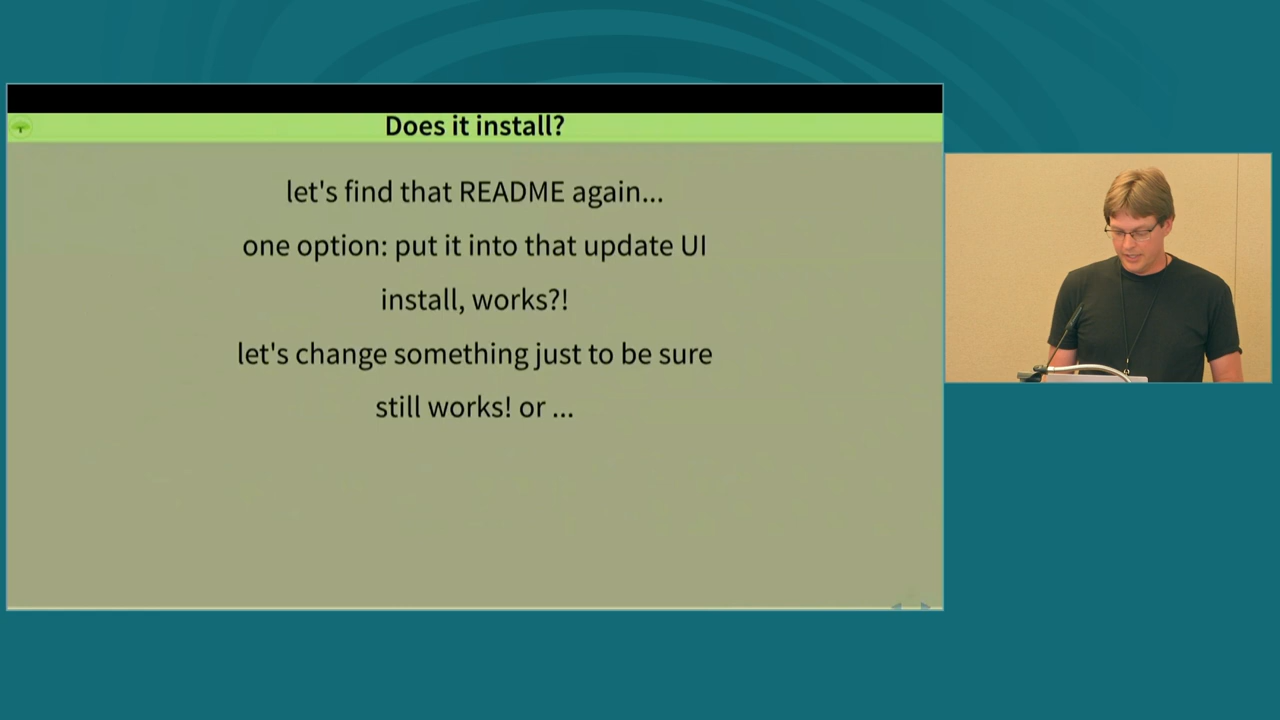 Does it install?
let's find that README again...
one option: put it into that update UI
install, works?!
let's change something just to be sure
still works! or ...